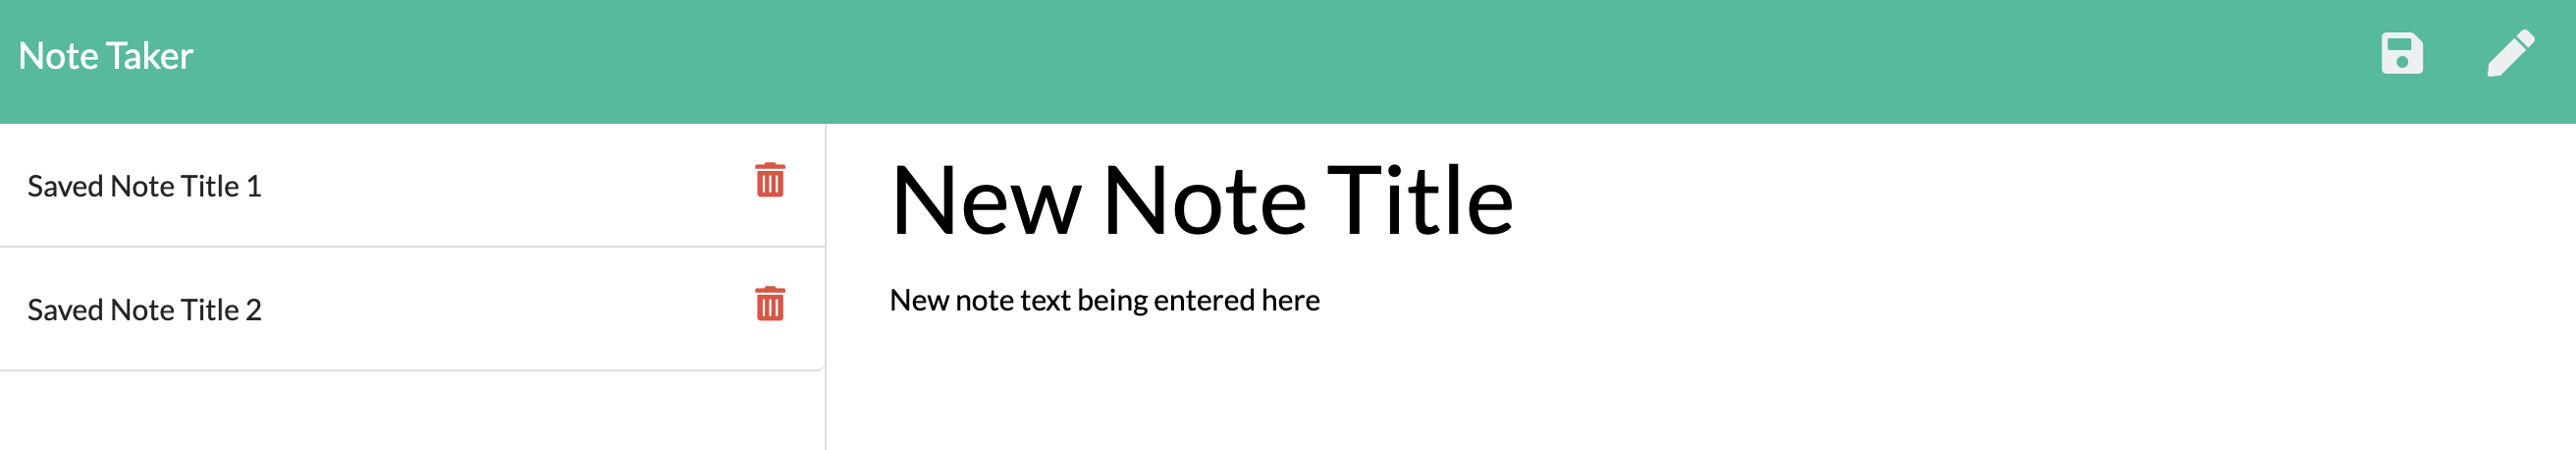 Note Taker
Saved Note Title 1
Saved Note Title 2
New Note Title
New note text being entered here